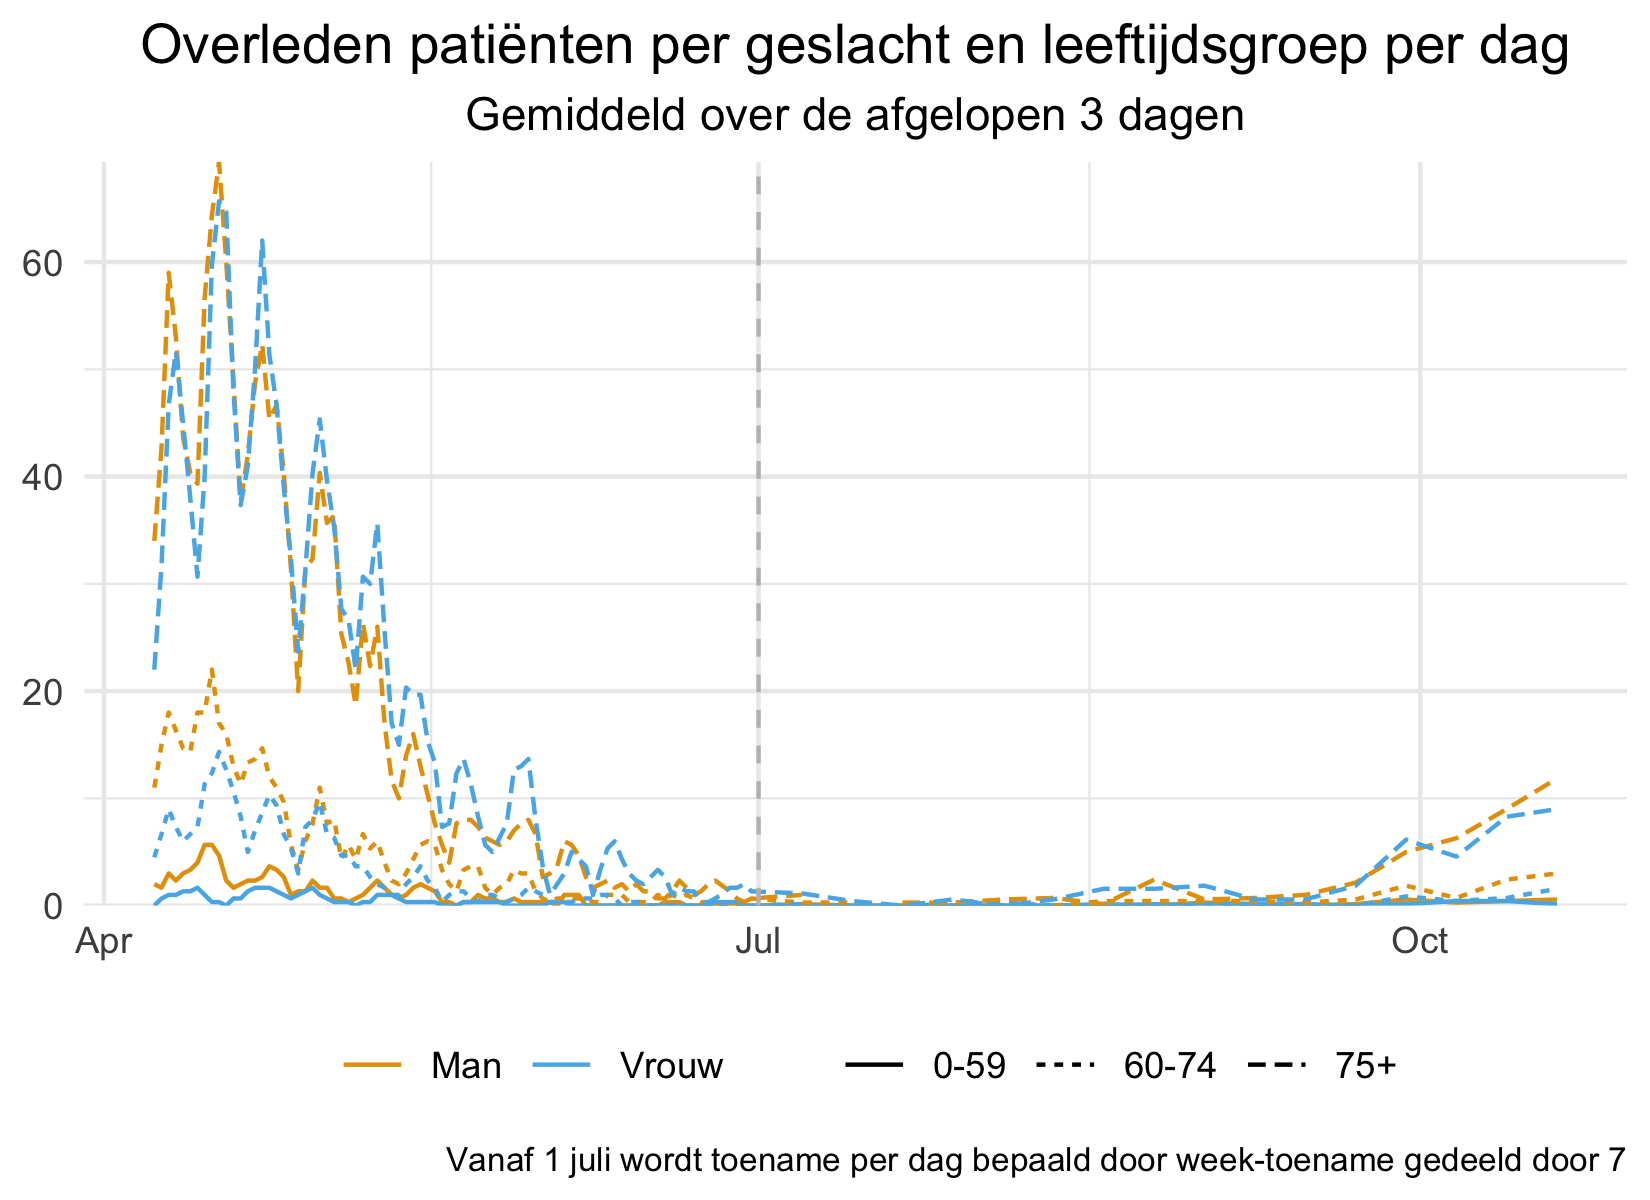 Overleden patiënten per geslacht en leeftijdsgroep per dag
Gemiddeld over de afgelopen 3 dagen
60
40
20
0
Apr Jul Oct
Man Vrouw 0-59 60-74 75+
Vanaf 1 juli wordt toename per dag bepaald door week-toename gedeeld door 7